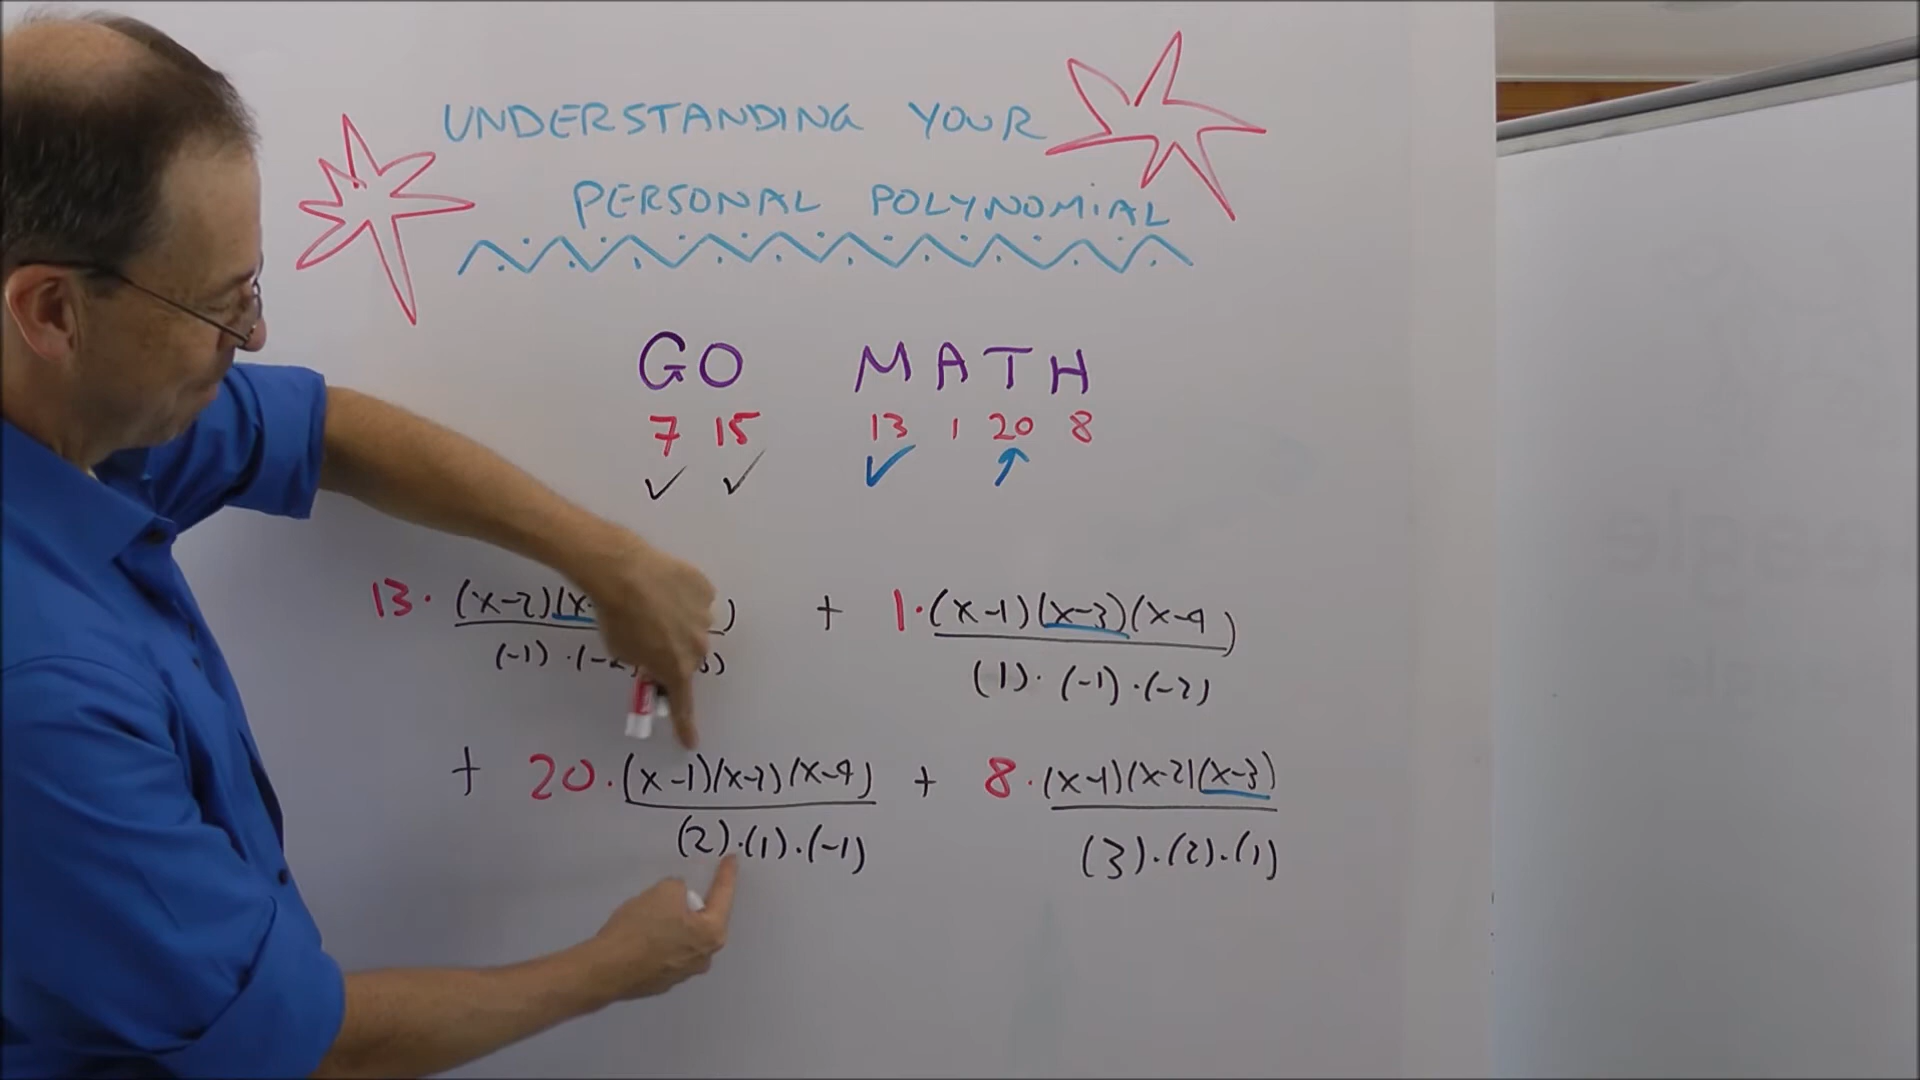 UNDERSTANDING YOUR
PERSONAL POLYNOMIAL
GO MATH
7 15 13 1 20 8
✓ ✓ ✓ ↑
13 · (x-2)(x- ) + 1 · (x-1)(x-3)(x-4)
(-1) · (-2 3) (1) · (-1) · (-2)
+ 20 · (x-1)(x-2)(x-4) + 8 · (x-1)(x-2)(x-3)
(2) · (1) · (-1) (3) · (2) · (1)